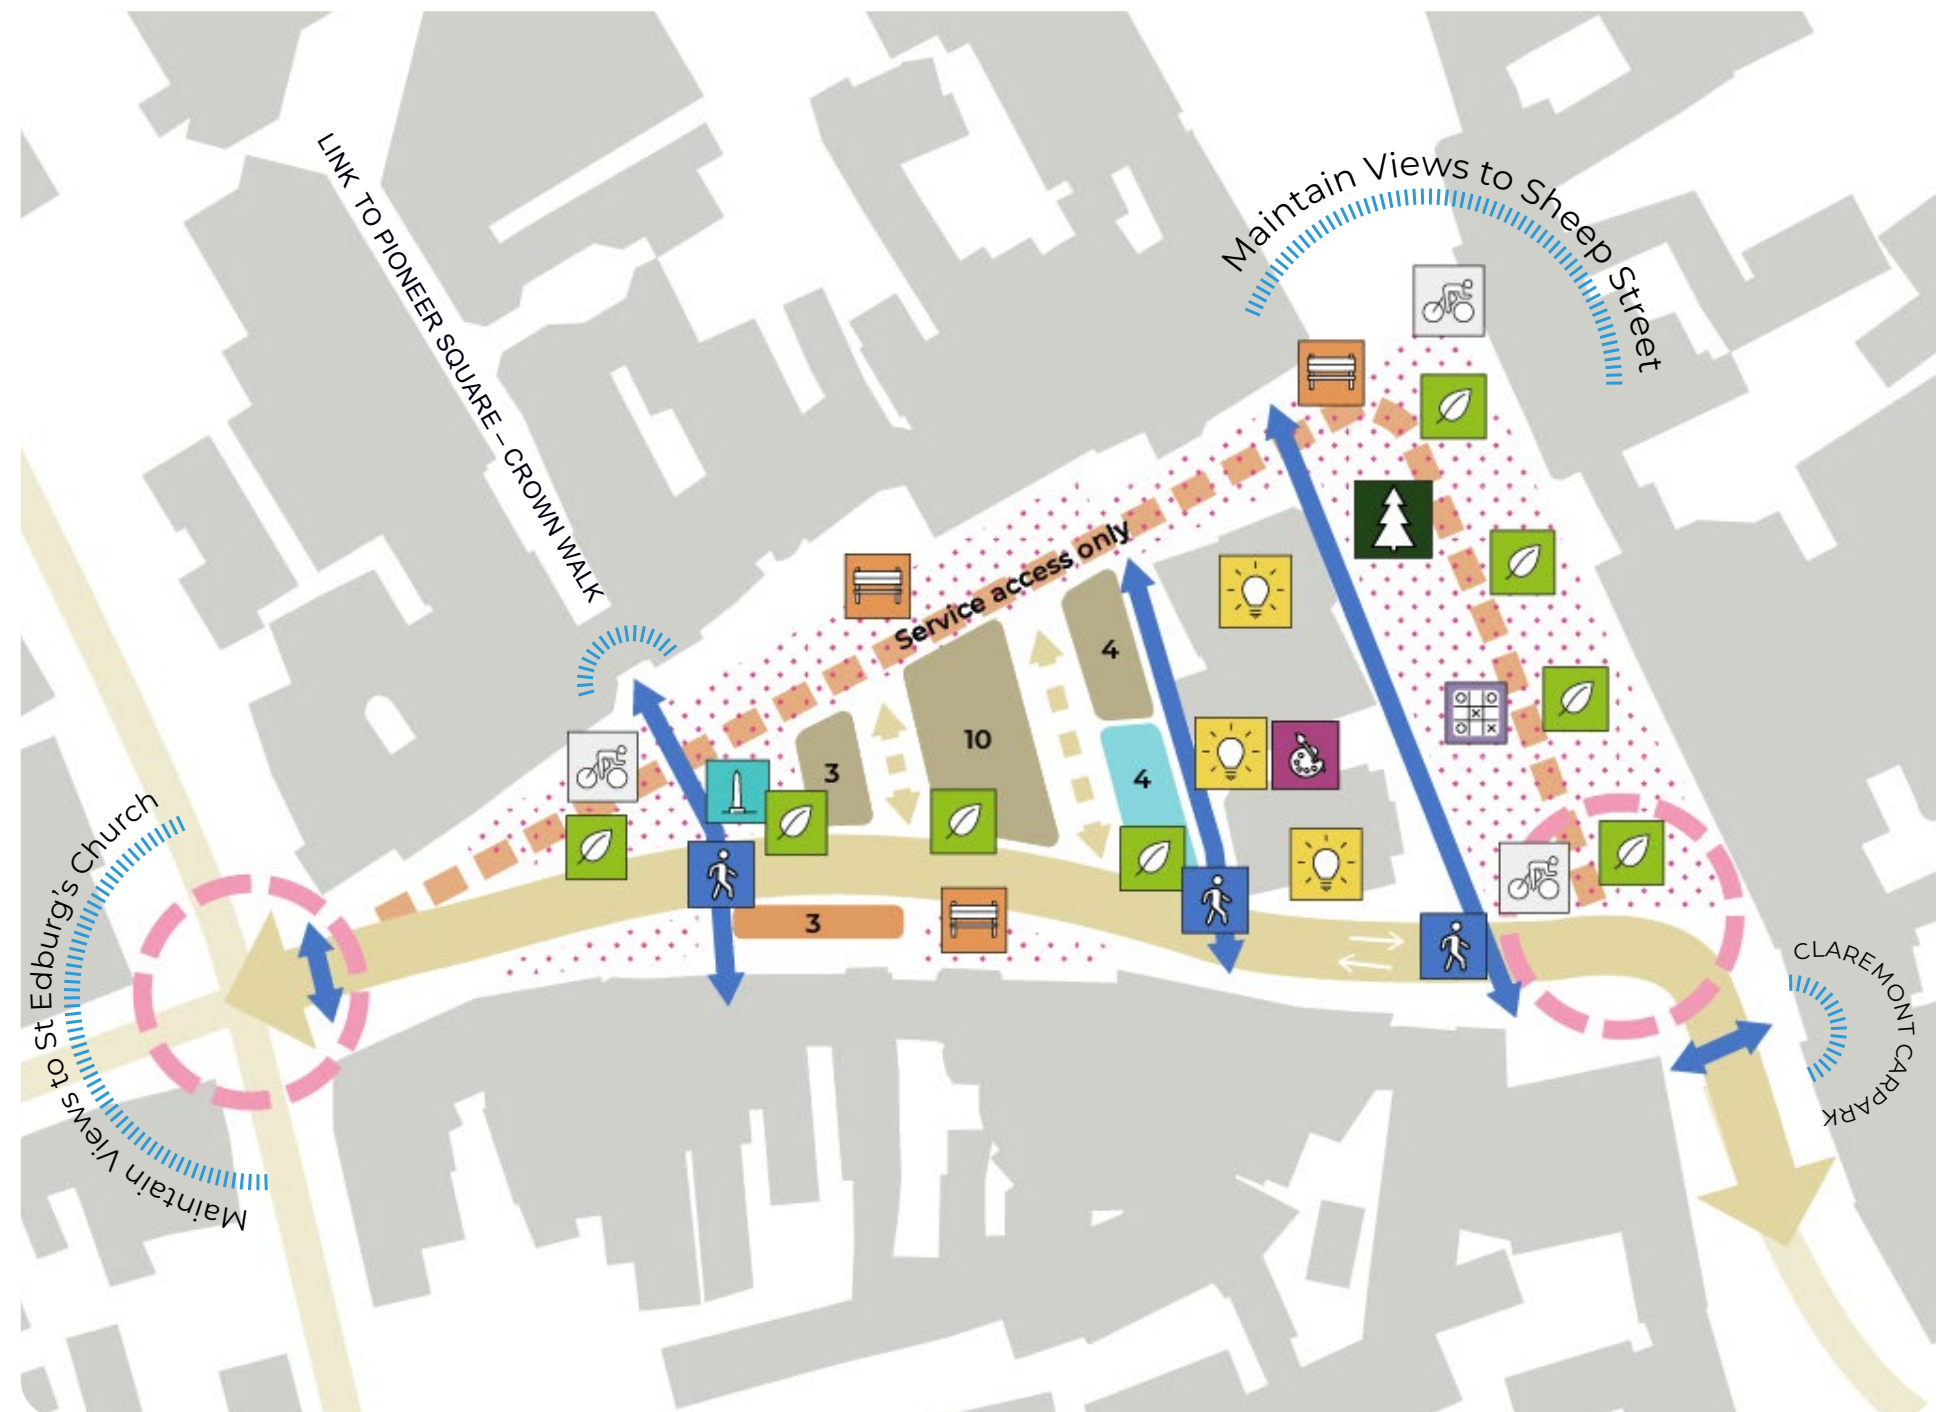 LINK TO PIONEER SQUARE – CROWN WALK
Maintain Views to Sheep Street
Service access only
4
10
3
4
3
Maintain Views to St Edburg's Church
CLAREMONT CARPARK